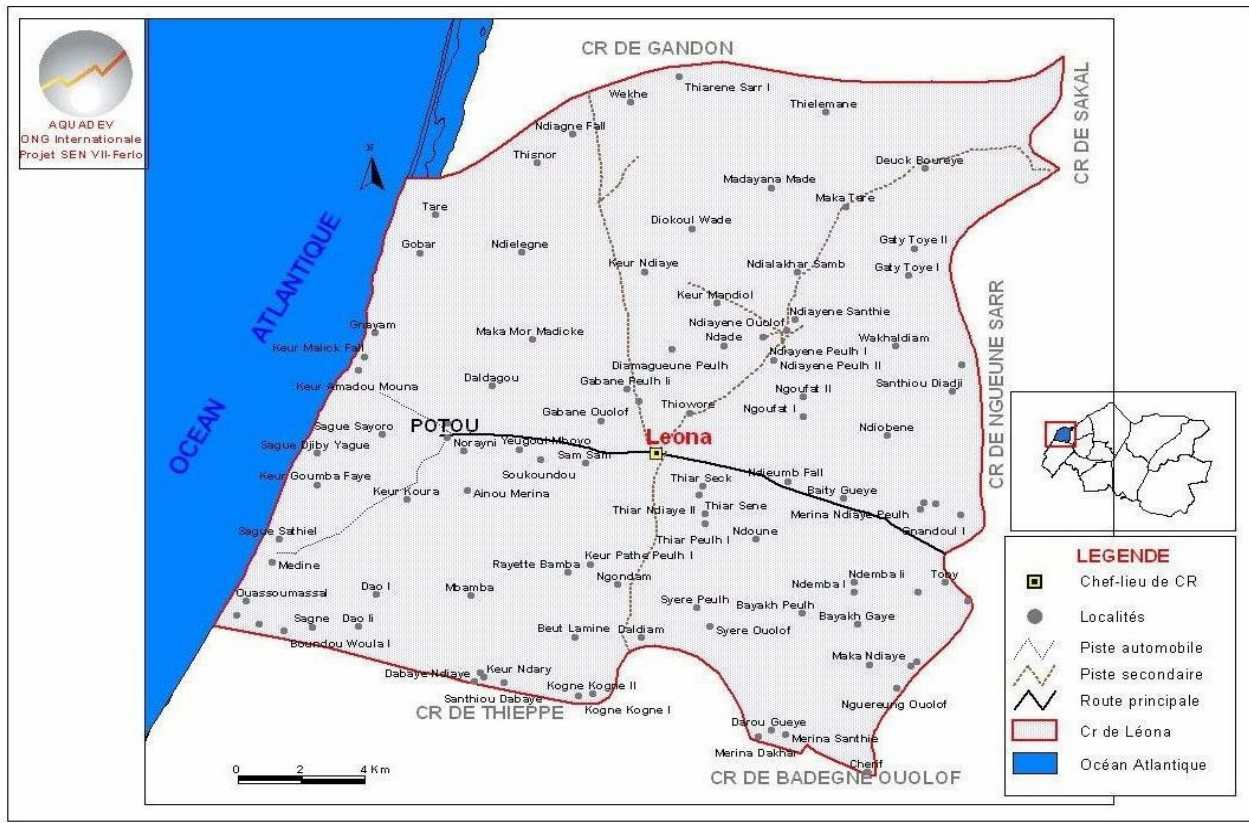 CR DE GANDON
CR DE SAKAL
AQUADEV
ONG Internationale
Projet SEN VII-Ferlo
N
Thiarene Sarr I
Wekhe
Thielemane
Ndiagne Fall
Thisnor
Deuck Boureye
Madayana Made
Maka Tere
Tare
Diokoul Wade
Gobar
Ndielegne
Gaty Toye II
Keur Ndiaye
Ndialakhar Samb
Gaty Toye I
OCEAN ATLANTIQUE
Keur Mandiol
Gnayam
Ndiayene Ouolof
Ndiayene Santhie
Maka Mor Madicke
Ndade
Wakhaldiam
Keur Malick Fall
Ndiayene Peulh I
Diamagueune Peulh
Ndiayene Peulh II
CR DE NGUEUNE SARR
Keur Amadou Mouna
Daldagou
Gabane Peulh Ii
Ngoufat II
Santhiou Diadji
Gabane Ouolof
Thiowore
Ngoufat I
Sague Sayoro
POTOU
Leona
Ndiobene
Sague Djiby Yague
Norayni
Yeugoul Mboyo
Sam Sam
Keur Goumba Faye
Soukoundou
Ndieumb Fall
Thiar Seck
Keur Koura
Ainou Merina
Baity Gueye
Thiar Ndiaye II
Thiar Sene
Merina Ndiaye Peulh
Sague Sathiel
Gnandoul I
Thiar Peulh I
Ndoune
Medine
Keur Pathe Peulh I
Rayette Bamba
Ngondam
Ndemba I
Ndemba Ii
Toby
Ouassoumassal
Dao I
Mbamba
Syere Peulh
Bayakh Peulh
Sagne
Dao Ii
Beut Lamine
Daldiam
Syere Ouolof
Bayakh Gaye
Boundou Woula I
Maka Ndiaye
Dabaye Ndiaye
Keur Ndary
Santhiou Dabaye
Kogne Kogne II
Nguereung Ouolof
CR DE THIEPPE
Kogne Kogne I
Darou Gueye
Merina Santhie
Merina Dakhar
Cherif
CR DE BADEGNE OUOLOF
0 2 4 Km
LEGENDE
Chef-lieu de CR
Localités
Piste automobile
Piste secondaire
Route principale
Cr de Léona
Océan Atlantique